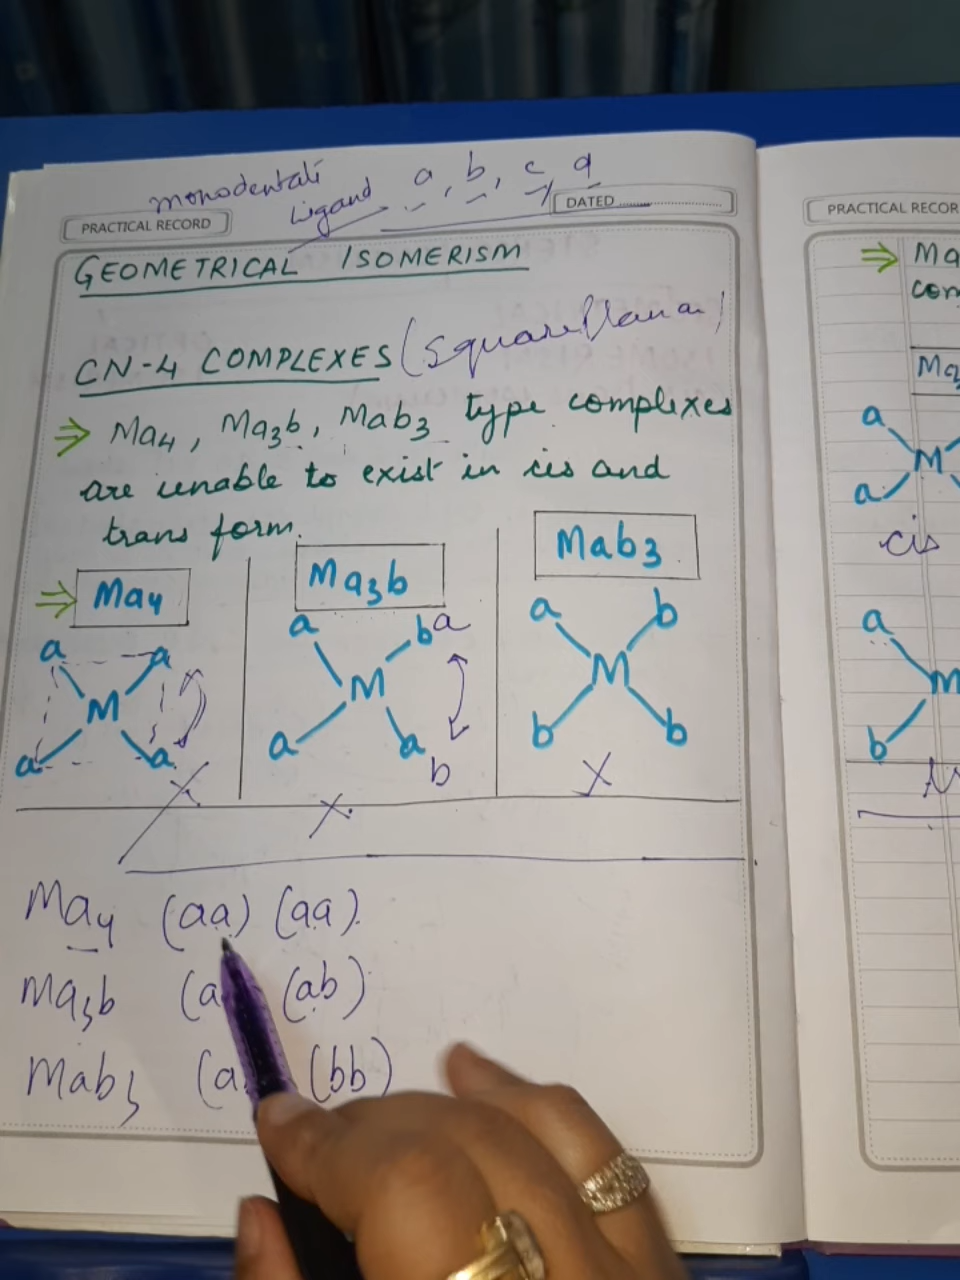 monodentate
Ligand a, b, c, d
PRACTICAL RECORD
DATED
GEOMETRICAL ISOMERISM
CN-4 COMPLEXES (Square Planar)
⇒ Ma₄, Ma₃b, Mab₃ type complexes
are unable to exist in cis and
trans form.
⇒ Ma₄
Ma₃b
Mab₃
a a
M
a a
X
a b a
M
a a b
X
a b
M
b b
X
Ma₄ (aa) (aa).
Ma₃b (a (ab)
Mab₃ (a (bb)
PRACTICAL RECOR
⇒ Ma
com
Ma
a
M
a
cis
a
M
b